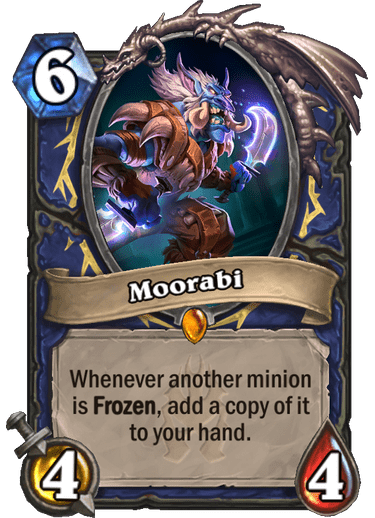 6
Moorabi
Whenever another minion
is Frozen, add a copy of it
to your hand.
4
4